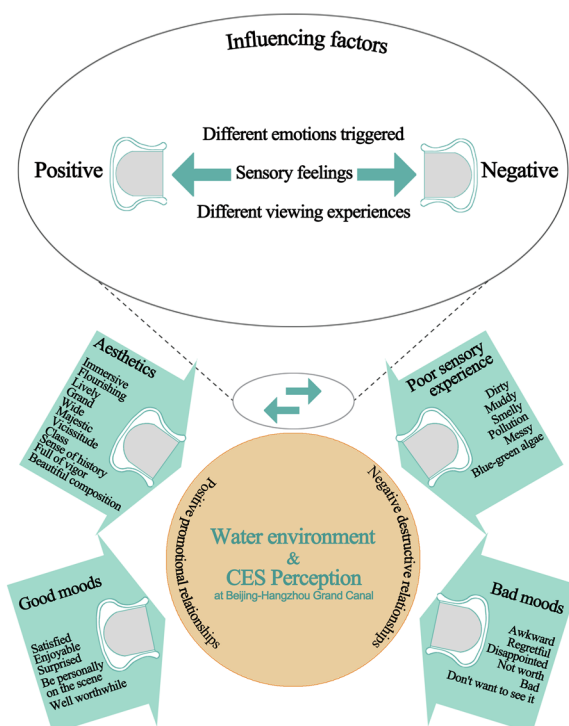 Influencing factors
Different emotions triggered
Positive
Sensory feelings
Negative
Different viewing experiences
Aesthetics
Immersive
Flourishing
Lively
Grand
Wide
Majestic
Vicissitude
Class
Sense of history
Full of vigor
Beautiful composition
Poor sensory
experience
Dirty
Muddy
Smelly
Pollution
Messy
Blue-green algae
Positive promotional relationships
Negative destructive relationships
Water environment
&
CES Perception
at Beijing-Hangzhou Grand Canal
Good moods
Satisfied
Enjoyable
Surprised
Be personally
on the scene
Well worthwhile
Bad moods
Awkward
Regretful
Disappointed
Not worth
Bad
Don't want to see it